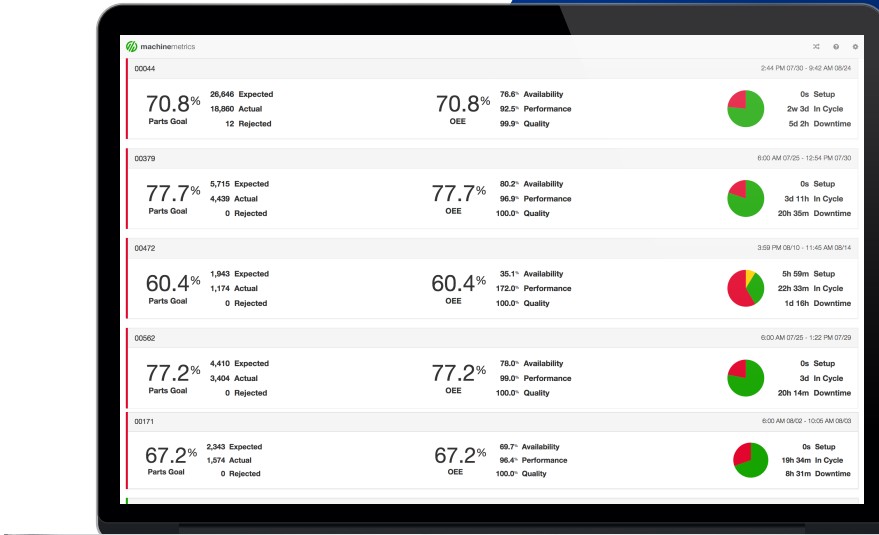 machinemetrics
00044
2:44 PM 07/30 - 9:42 AM 08/24
70.8%
Parts Goal
26,646 Expected
18,860 Actual
12 Rejected
70.8%
OEE
76.6% Availability
92.5% Performance
99.9% Quality
0s Setup
2w 3d In Cycle
5d 2h Downtime
00379
6:00 AM 07/25 - 12:54 PM 07/30
77.7%
Parts Goal
5,715 Expected
4,439 Actual
0 Rejected
77.7%
OEE
80.2% Availability
96.9% Performance
100.0% Quality
0s Setup
3d 11h In Cycle
20h 35m Downtime
00472
3:59 PM 08/10 - 11:45 AM 08/14
60.4%
Parts Goal
1,943 Expected
1,174 Actual
0 Rejected
60.4%
OEE
35.1% Availability
172.0% Performance
100.0% Quality
5h 59m Setup
22h 33m In Cycle
1d 16h Downtime
00562
6:00 AM 07/25 - 1:22 PM 07/29
77.2%
Parts Goal
4,410 Expected
3,404 Actual
0 Rejected
77.2%
OEE
78.0% Availability
99.0% Performance
100.0% Quality
0s Setup
3d In Cycle
20h 14m Downtime
00171
6:00 AM 08/02 - 10:05 AM 08/03
67.2%
Parts Goal
2,343 Expected
1,574 Actual
0 Rejected
67.2%
OEE
69.7% Availability
96.4% Performance
100.0% Quality
0s Setup
19h 34m In Cycle
8h 31m Downtime